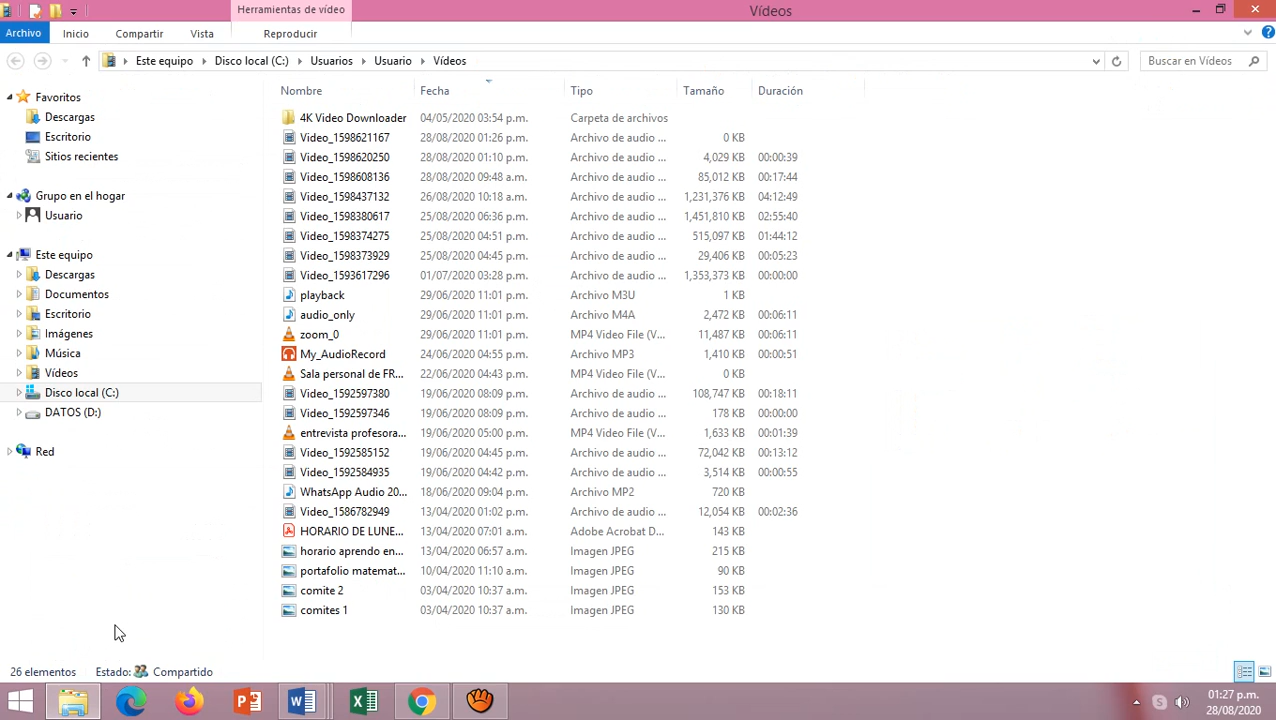 Herramientas de vídeo
Vídeos
Archivo Inicio Compartir Vista Reproducir
Este equipo Disco local (C:) Usuarios Usuario Vídeos
Buscar en Vídeos
Nombre Fecha Tipo Tamaño Duración
Favoritos
Descargas
Escritorio
Sitios recientes
Grupo en el hogar
Usuario
Este equipo
Descargas
Documentos
Escritorio
Imágenes
Música
Vídeos
Disco local (C:)
DATOS (D:)
Red
4K Video Downloader 04/05/2020 03:54 p.m. Carpeta de archivos
Video_1598621167 28/08/2020 01:26 p.m. Archivo de audio ... 0 KB
Video_1598620250 28/08/2020 01:10 p.m. Archivo de audio ... 4,029 KB 00:00:39
Video_1598608136 28/08/2020 09:48 a.m. Archivo de audio ... 85,012 KB 00:17:44
Video_1598437132 26/08/2020 10:18 a.m. Archivo de audio ... 1,231,376 KB 04:12:49
Video_1598380617 25/08/2020 06:36 p.m. Archivo de audio ... 1,451,810 KB 02:55:40
Video_1598374275 25/08/2020 04:51 p.m. Archivo de audio ... 515,097 KB 01:44:12
Video_1598373929 25/08/2020 04:45 p.m. Archivo de audio ... 29,406 KB 00:05:23
Video_1593617296 01/07/2020 03:28 p.m. Archivo de audio ... 1,353,373 KB 00:00:00
playback 29/06/2020 11:01 p.m. Archivo M3U 1 KB
audio_only 29/06/2020 11:01 p.m. Archivo M4A 2,472 KB 00:06:11
zoom_0 29/06/2020 11:01 p.m. MP4 Video File (V... 11,487 KB 00:06:11
My_AudioRecord 24/06/2020 04:55 p.m. Archivo MP3 1,410 KB 00:00:51
Sala personal de FR... 22/06/2020 04:43 p.m. MP4 Video File (V... 0 KB
Video_1592597380 19/06/2020 08:09 p.m. Archivo de audio ... 108,747 KB 00:18:11
Video_1592597346 19/06/2020 08:09 p.m. Archivo de audio ... 178 KB 00:00:00
entrevista profesora... 19/06/2020 05:00 p.m. MP4 Video File (V... 1,633 KB 00:01:39
Video_1592585152 19/06/2020 04:45 p.m. Archivo de audio ... 72,042 KB 00:13:12
Video_1592584935 19/06/2020 04:42 p.m. Archivo de audio ... 3,514 KB 00:00:55
WhatsApp Audio 20... 18/06/2020 09:04 p.m. Archivo MP2 720 KB
Video_1586782949 13/04/2020 01:02 p.m. Archivo de audio ... 12,054 KB 00:02:36
HORARIO DE LUNE... 13/04/2020 07:01 a.m. Adobe Acrobat D... 143 KB
horario aprendo en... 13/04/2020 06:57 a.m. Imagen JPEG 215 KB
portafolio matemat... 10/04/2020 11:10 a.m. Imagen JPEG 90 KB
comite 2 03/04/2020 10:37 a.m. Imagen JPEG 153 KB
comites 1 03/04/2020 10:37 a.m. Imagen JPEG 130 KB
26 elementos Estado: Compartido
01:27 p.m.
28/08/2020